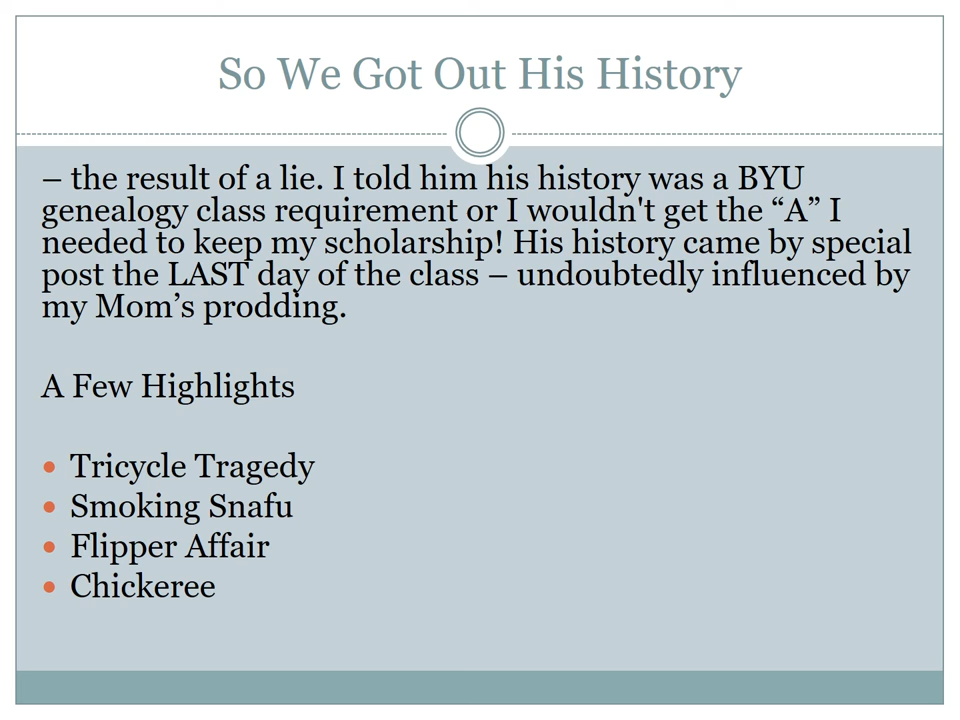 So We Got Out His History
– the result of a lie. I told him his history was a BYU
genealogy class requirement or I wouldn't get the “A” I
needed to keep my scholarship! His history came by special
post the LAST day of the class – undoubtedly influenced by
my Mom’s prodding.
A Few Highlights
• Tricycle Tragedy
• Smoking Snafu
• Flipper Affair
• Chickeree